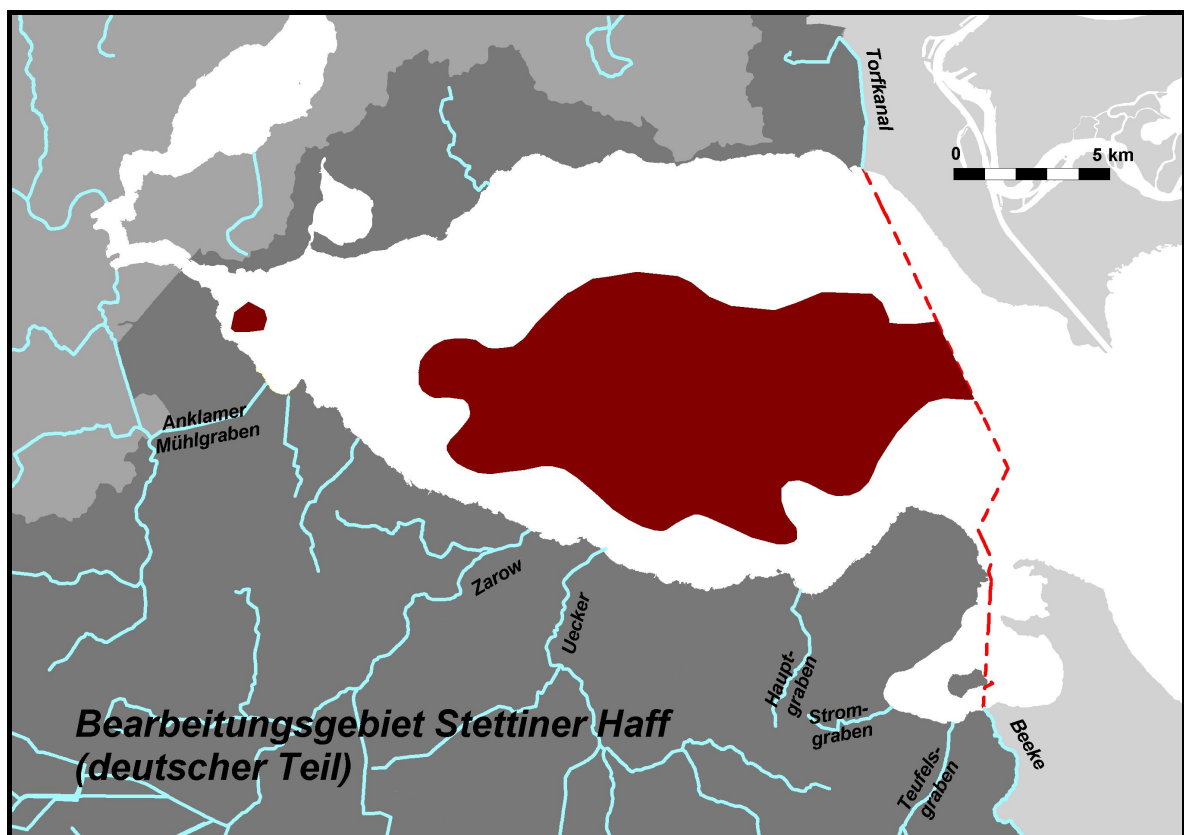 Torfkanal
0 5 km
Anklamer
Mühlgraben
Zarow
Uecker
Haupt-
graben
Strom-
graben
Teufels-
graben
Beeke
Bearbeitungsgebiet Stettiner Haff
(deutscher Teil)